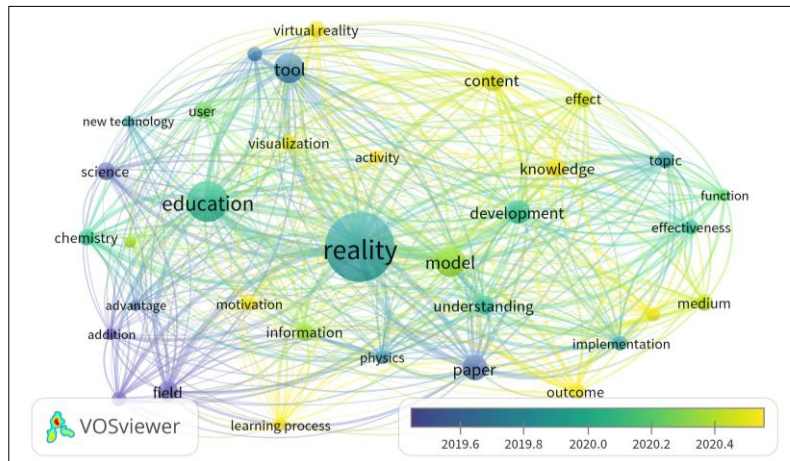 virtual reality
tool
content
effect
user
new technology
visualization
activity
science
knowledge
topic
education
development
function
effectiveness
chemistry
reality
model
advantage
motivation
understanding
medium
addition
information
physics
implementation
paper
field
outcome
learning process
VOSviewer
2019.6 2019.8 2020.0 2020.2 2020.4